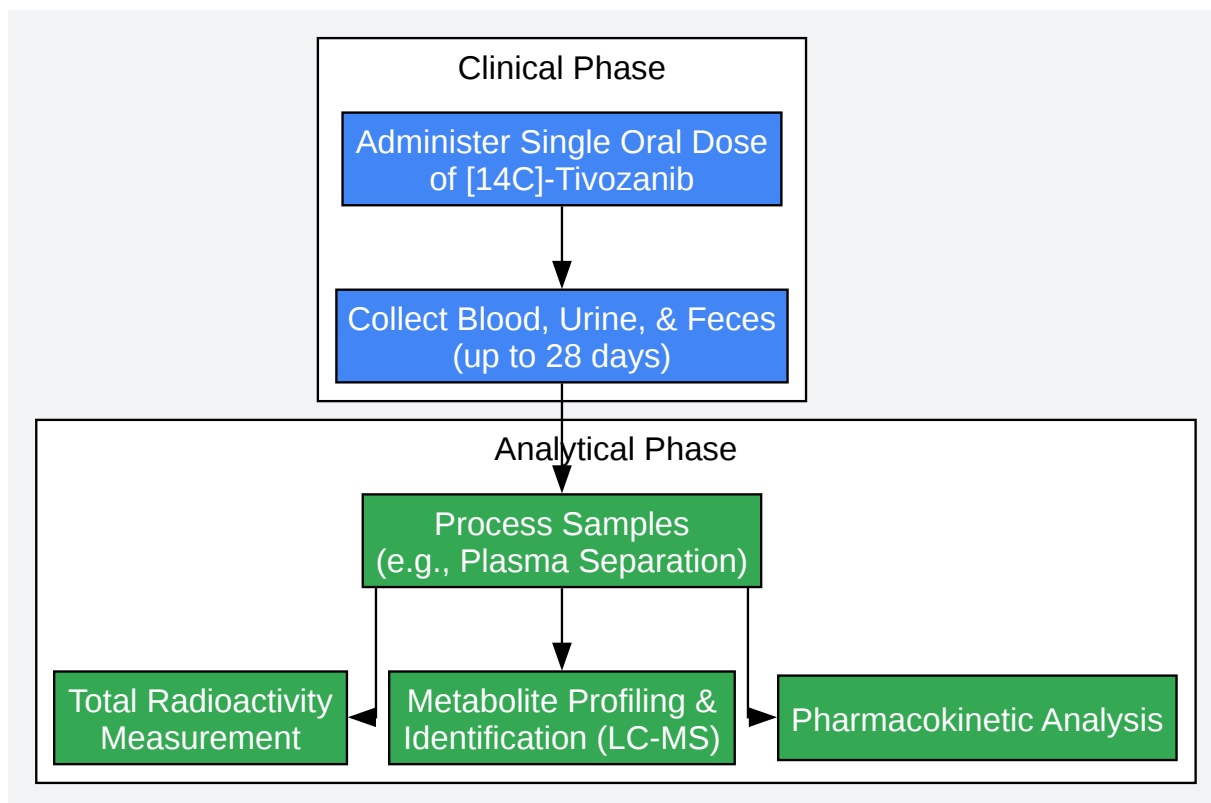 Clinical Phase
Administer Single Oral Dose
of [14C]-Tivozanib
Collect Blood, Urine, & Feces
(up to 28 days)
Analytical Phase
Process Samples
(e.g., Plasma Separation)
Total Radioactivity
Measurement
Metabolite Profiling &
Identification (LC-MS)
Pharmacokinetic Analysis